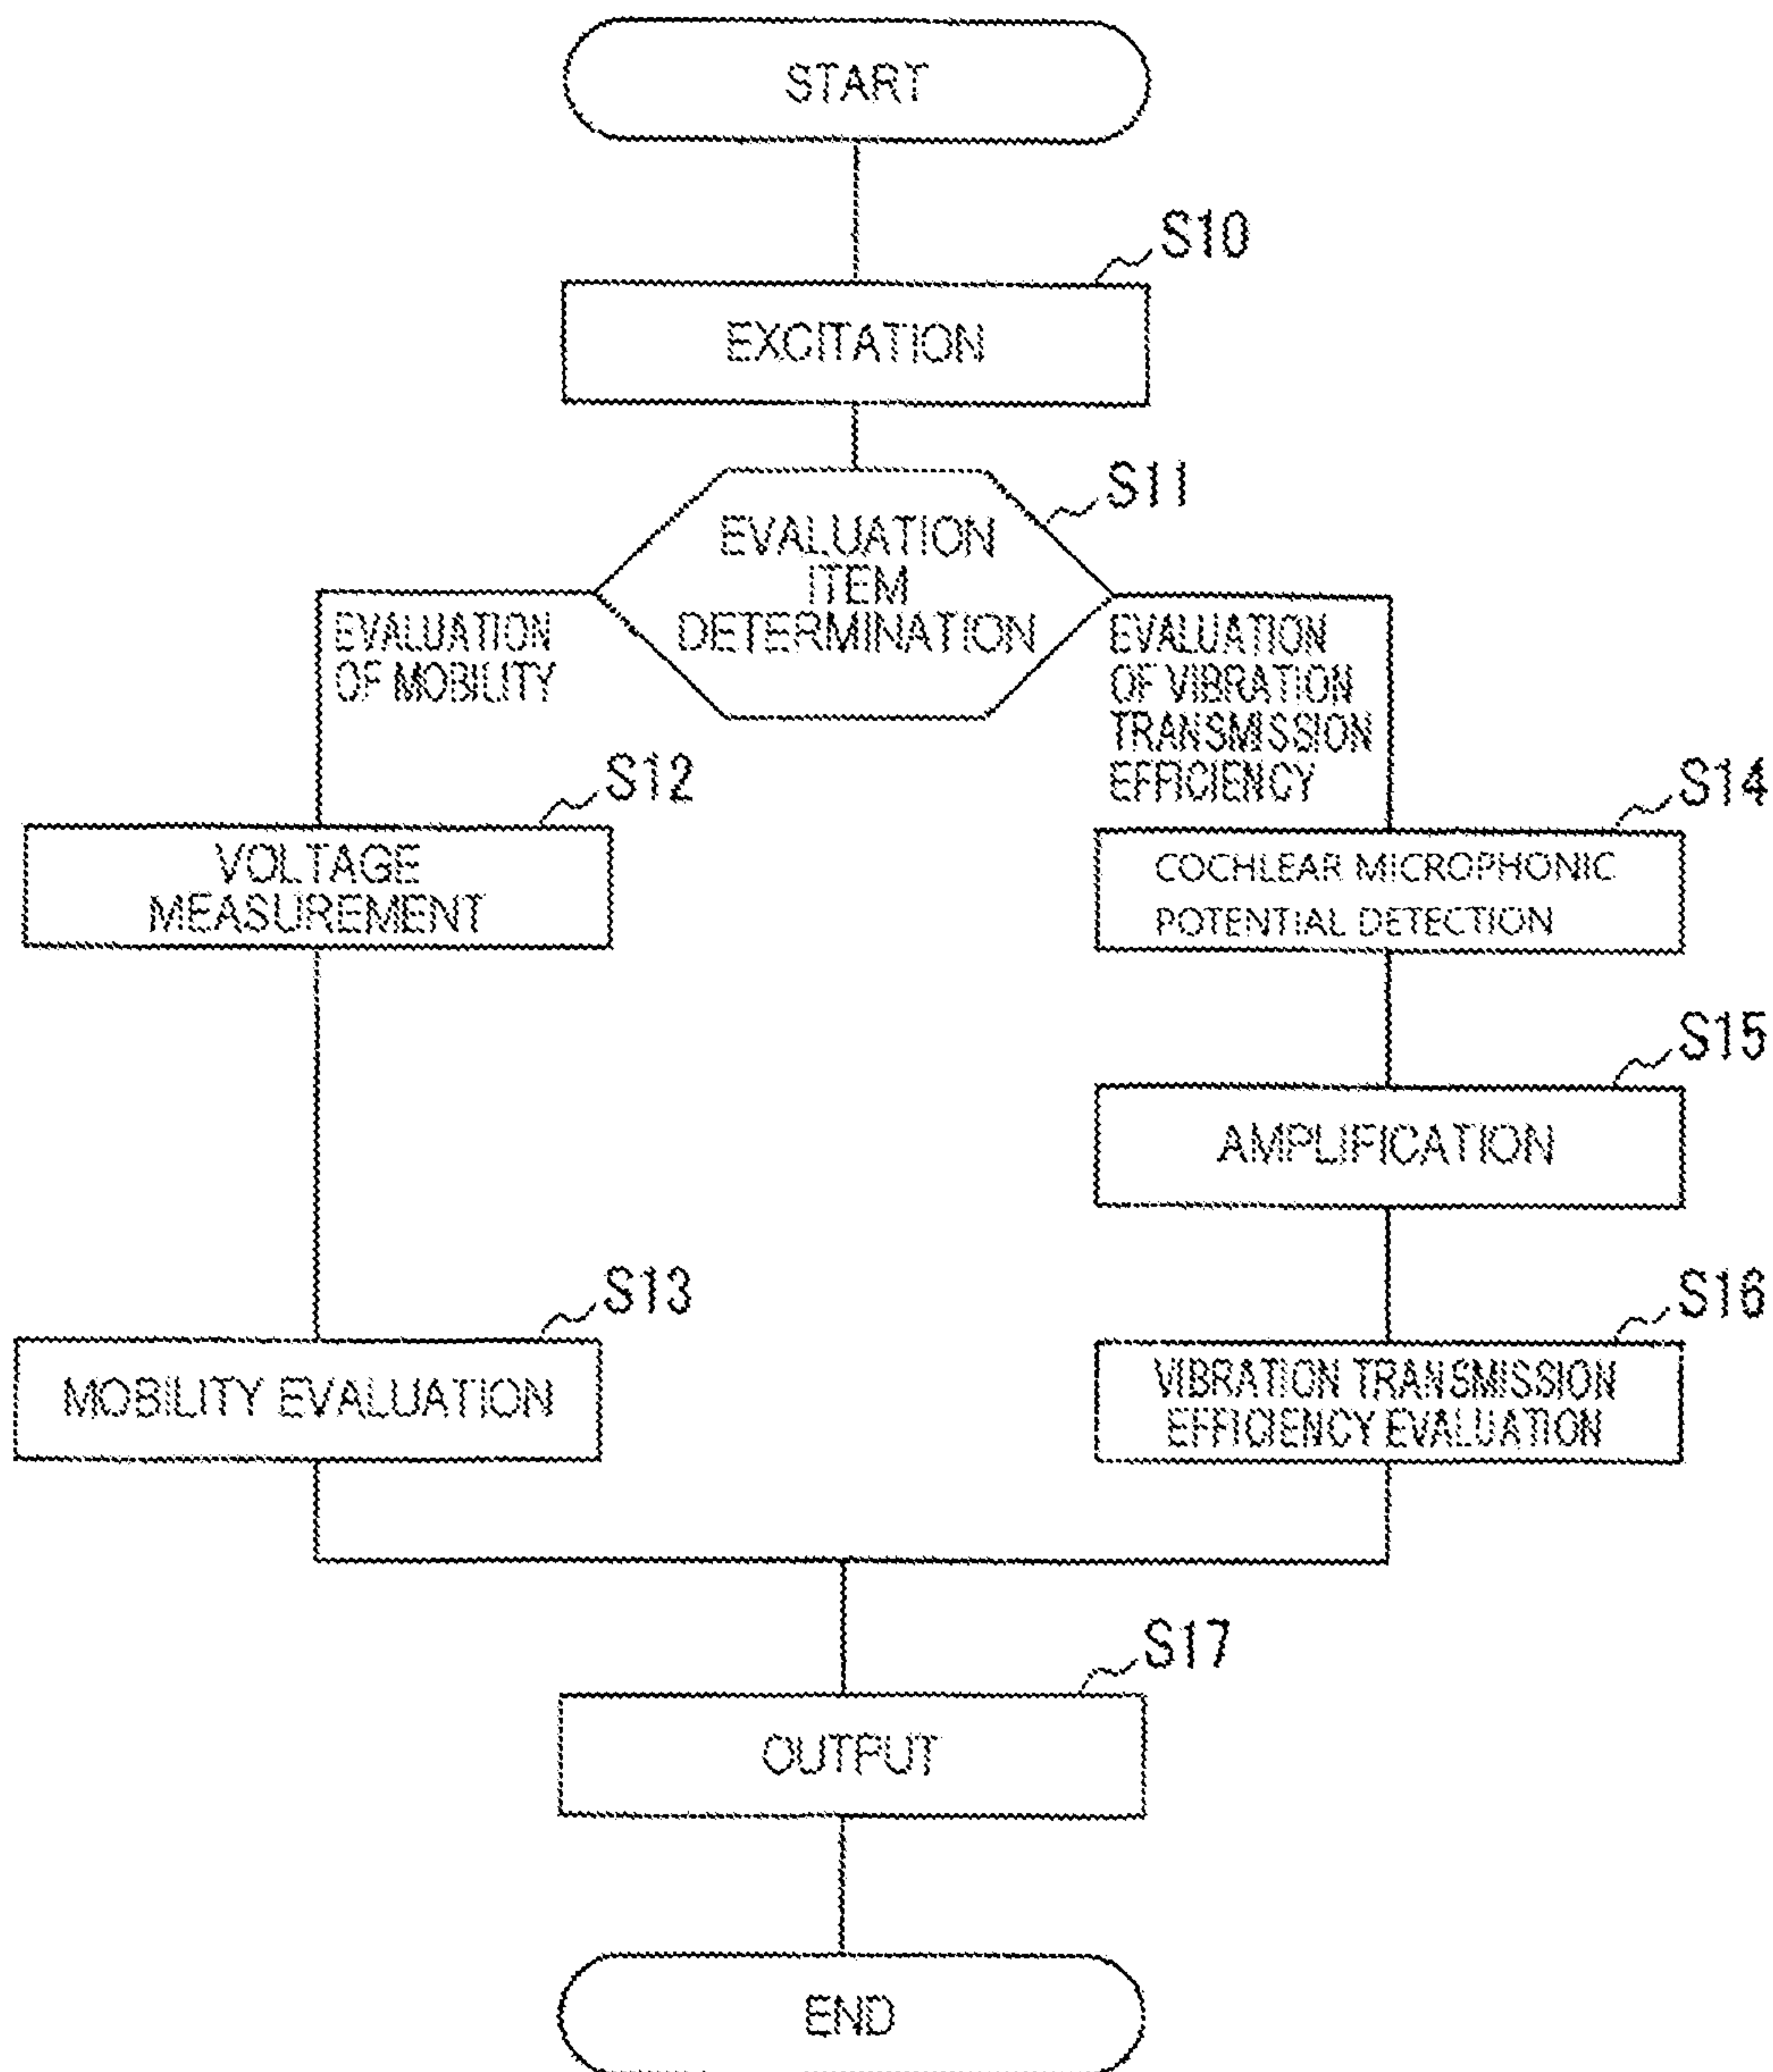 START
S10
EXCITATION
S11
EVALUATION
ITEM
DETERMINATION
EVALUATION
OF MOBILITY
EVALUATION
OF VIBRATION
TRANSMISSION
EFFICIENCY
S12
VOLTAGE
MEASUREMENT
S14
COCHLEAR MICROPHONIC
POTENTIAL DETECTION
S15
AMPLIFICATION
S13
MOBILITY EVALUATION
S16
VIBRATION TRANSMISSION
EFFICIENCY EVALUATION
S17
OUTPUT
END